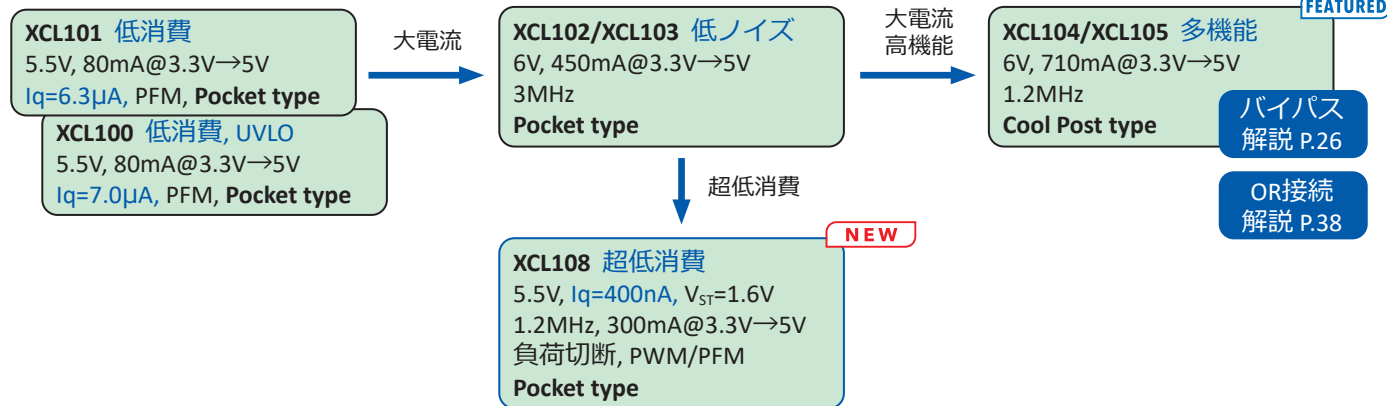 XCL101 低消費
5.5V, 80mA@3.3V→5V
Iq=6.3µA, PFM, Pocket type
XCL100 低消費, UVLO
5.5V, 80mA@3.3V→5V
Iq=7.0µA, PFM, Pocket type
大電流
XCL102/XCL103 低ノイズ
6V, 450mA@3.3V→5V
3MHz
Pocket type
大電流
高機能
FEATURED
XCL104/XCL105 多機能
6V, 710mA@3.3V→5V
1.2MHz
Cool Post type
バイパス
解説 P.26
OR接続
解説 P.38
超低消費
NEW
XCL108 超低消費
5.5V, Iq=400nA, VST=1.6V
1.2MHz, 300mA@3.3V→5V
負荷切断, PWM/PFM
Pocket type